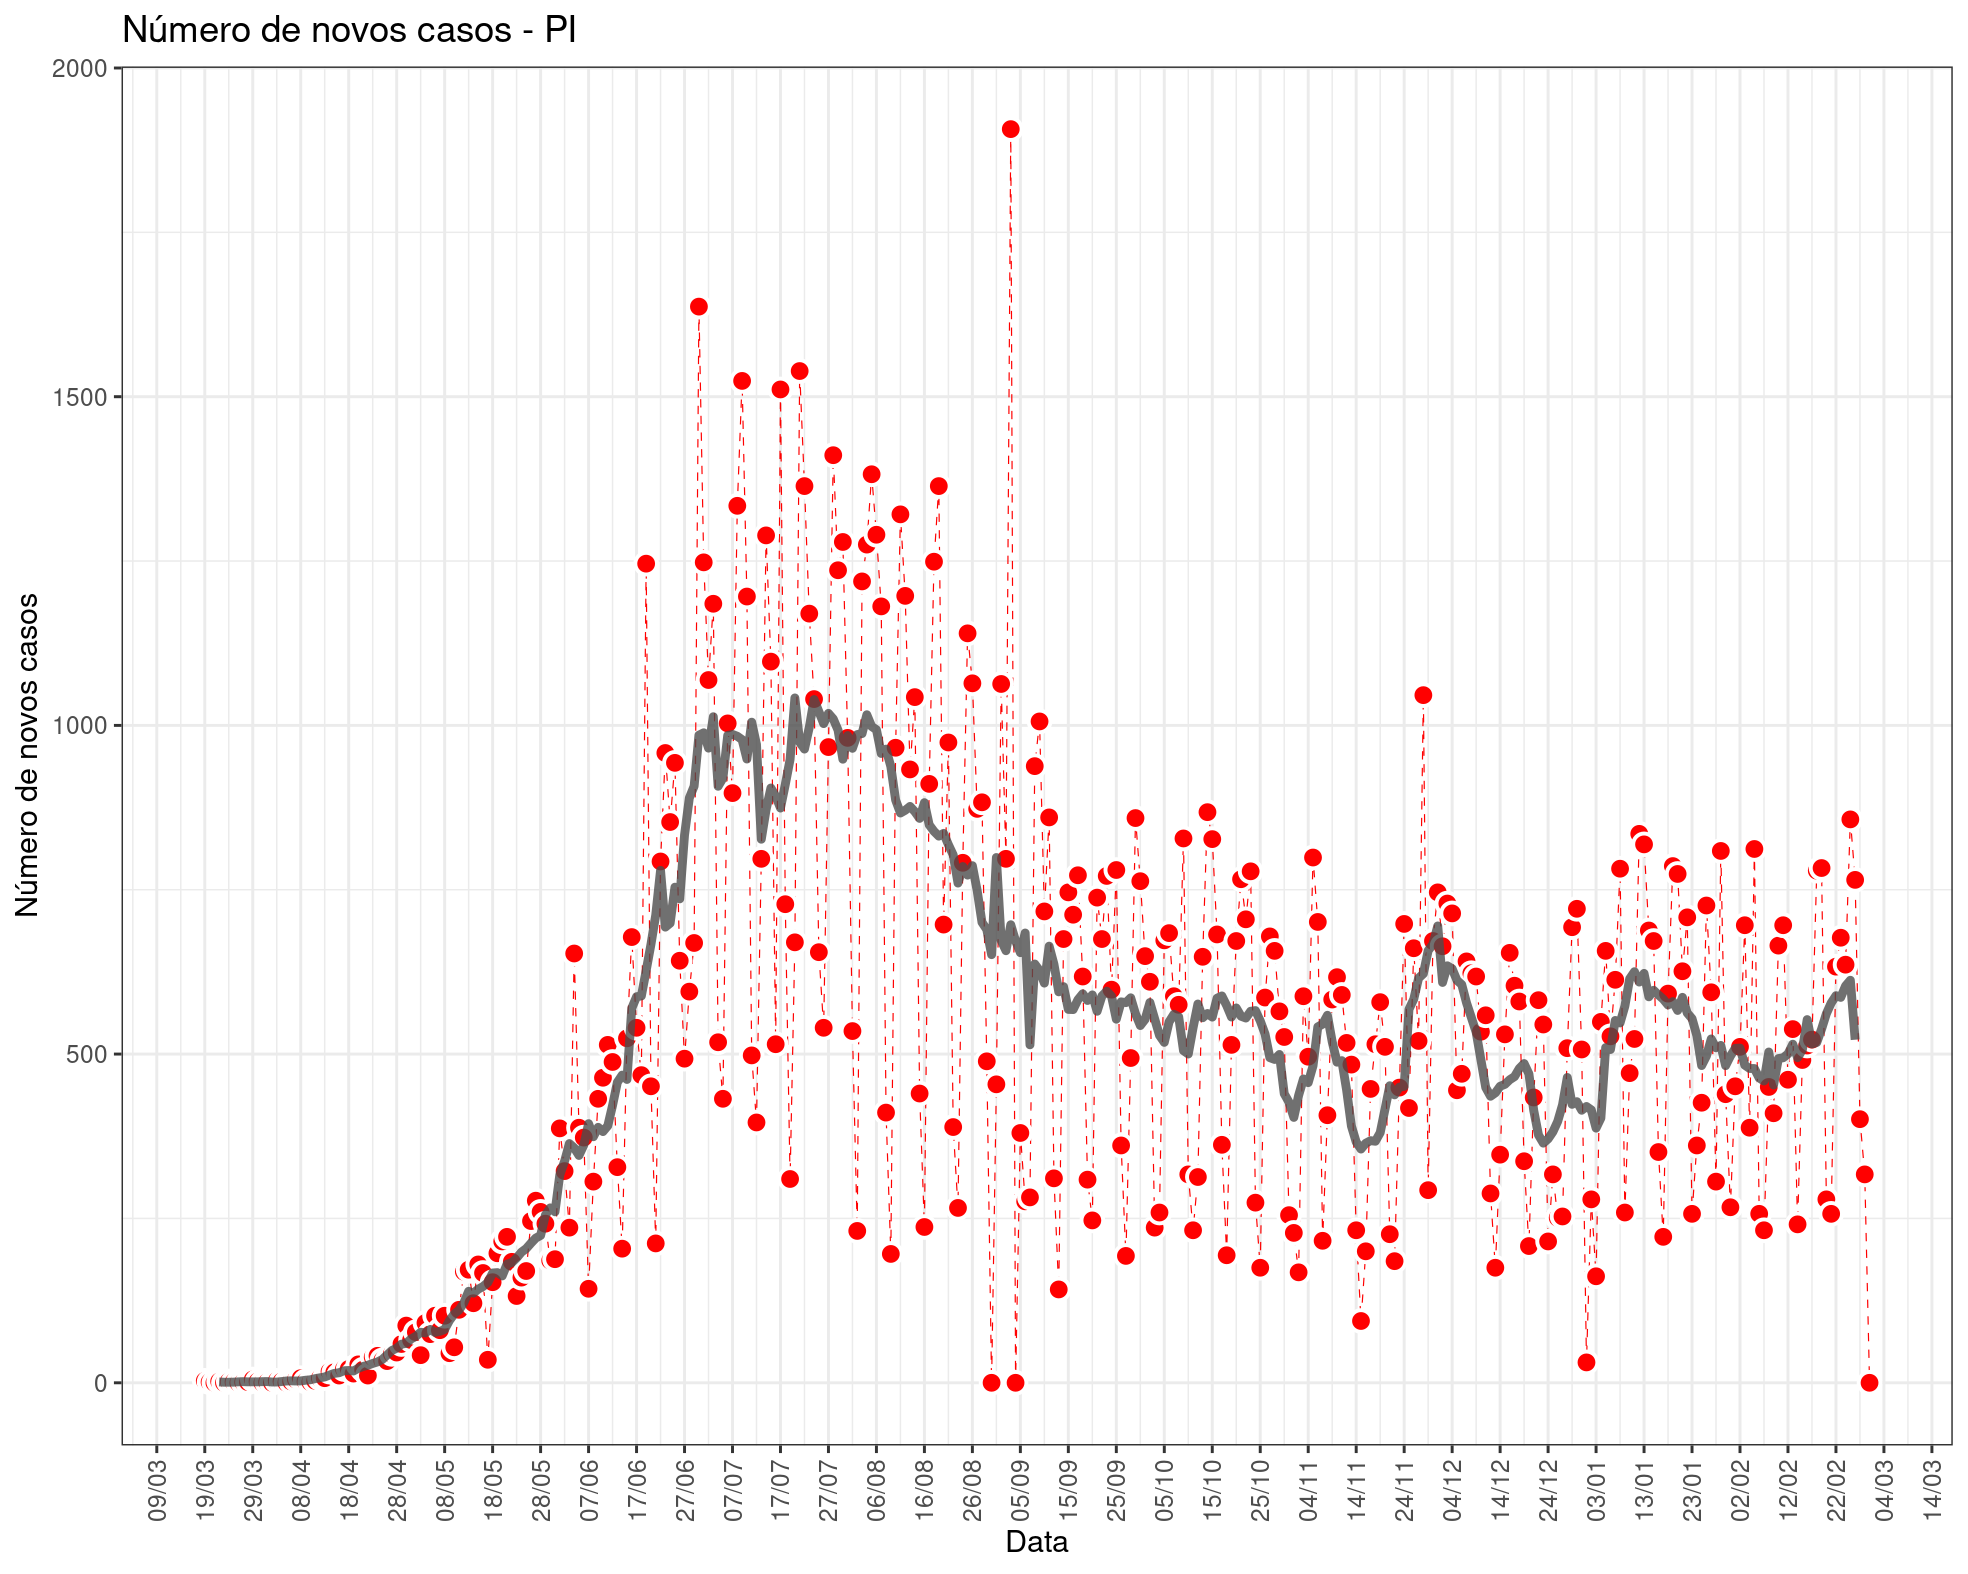 Número de novos casos - PI
Número de novos casos
2000
1500
1000
500
0
09/03 19/03 29/03 08/04 18/04 28/04 08/05 18/05 28/05 07/06 17/06 27/06 07/07 17/07 27/07 06/08 16/08 26/08 05/09 15/09 25/09 05/10 15/10 25/10 04/11 14/11 24/11 04/12 14/12 24/12 03/01 13/01 23/01 02/02 12/02 22/02 04/03 14/03
Data